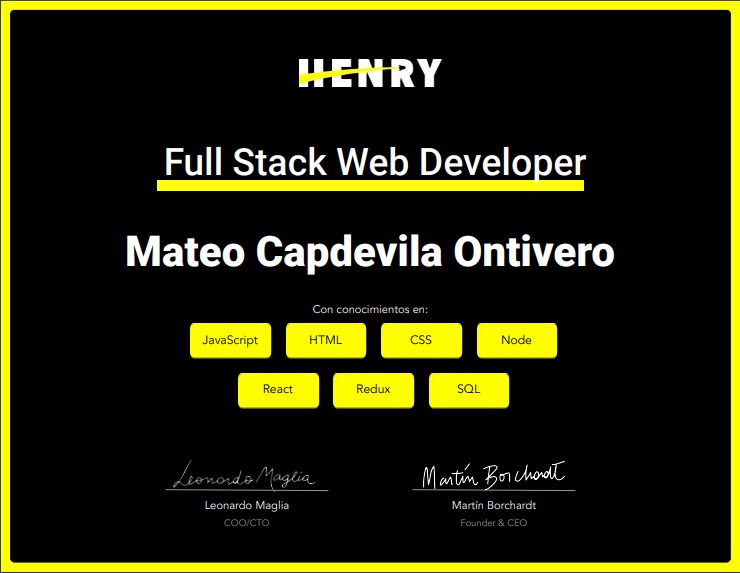 HENRY
Full Stack Web Developer
Mateo Capdevila Ontivero
Con conocimientos en:
JavaScript HTML CSS Node
React Redux SQL
Leonardo Maglia Martín Borchardt
Leonardo Maglia Martín Borchardt
COO/CTO Founder & CEO